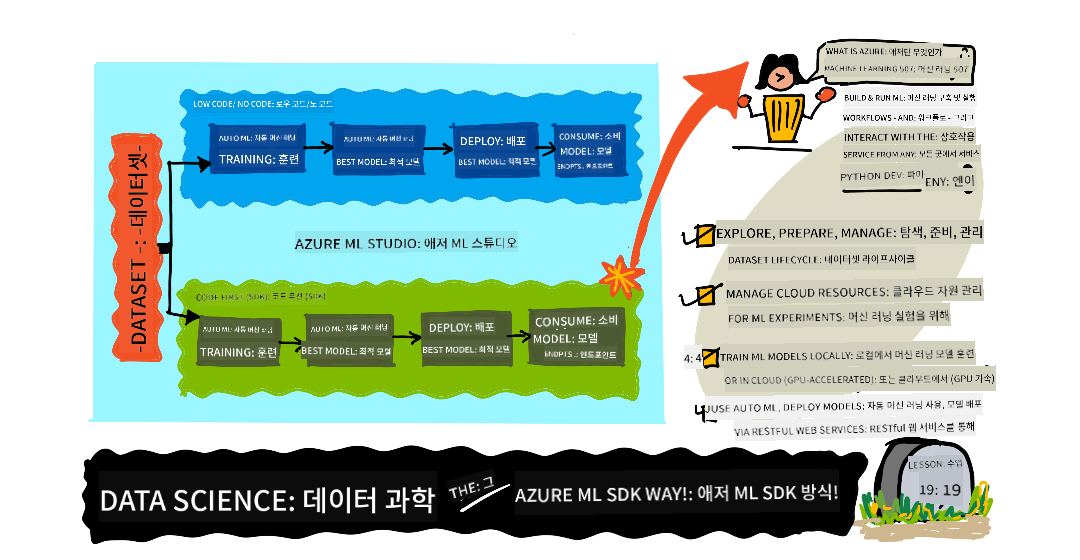 WHAT IS AZURE: 애저란 무엇인가
MACHINE LEARNING 507: 머신 러닝 507
BUILD & RUN ML: 머신 러닝 구축 및 실행
WORKFLOWS - AND: 워크플로 - 그리고
INTERACT WITH THE: 상호작용
SERVICE FROM ANY: 모든 곳에서 서비스
PYTHON DEV: 파이
ENY: 엔이
LOW CODE/ NO CODE: 로우 코드/노 코드
AUTO ML: 자동 머신 러닝
TRAINING: 훈련
AUTO ML: 자동 머신 러닝
BEST MODEL: 최적 모델
DEPLOY: 배포
BEST MODEL: 최적 모델
CONSUME: 소비
MODEL: 모델
ENDPTS.: 엔드포인트
-DATASET -:- 데이터셋-
AZURE ML STUDIO: 애저 ML 스튜디오
CODE FIRST (SDK): 코드 우선 (SDK)
AUTO ML: 자동 머신 러닝
TRAINING: 훈련
AUTO ML: 자동 머신 러닝
BEST MODEL: 최적 모델
DEPLOY: 배포
BEST MODEL: 최적 모델
CONSUME: 소비
MODEL: 모델
ENDPTS.: 엔드포인트
EXPLORE, PREPARE, MANAGE: 탐색, 준비, 관리
DATASET LIFECYCLE: 데이터셋 라이프사이클
MANAGE CLOUD RESOURCES: 클라우드 자원 관리
FOR ML EXPERIMENTS: 머신 러닝 실험을 위해
4: 4
TRAIN ML MODELS LOCALLY: 로컬에서 머신 러닝 모델 훈련
OR IN CLOUD (GPU-ACCELERATED): 또는 클라우드에서 (GPU 가속)
USE AUTO ML, DEPLOY MODELS: 자동 머신 러닝 사용, 모델 배포
VIA RESTFUL WEB SERVICES: RESTful 웹 서비스를 통해
DATA SCIENCE: 데이터 과학
THE: 그
AZURE ML SDK WAY!: 애저 ML SDK 방식!
LESSON: 수업
19: 19